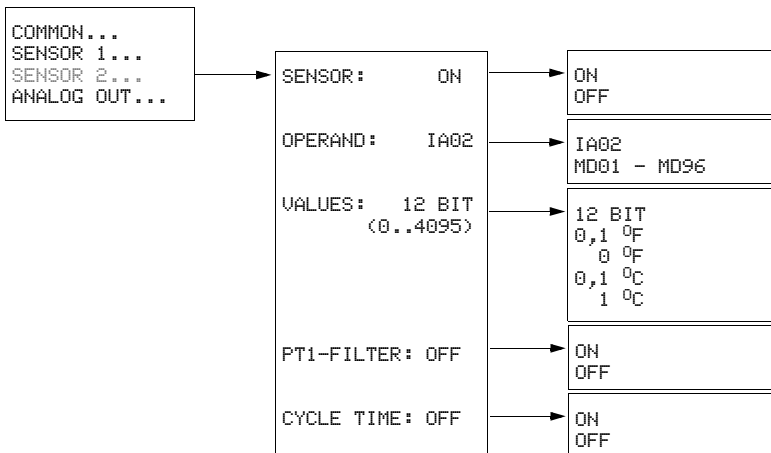 COMMON...
SENSOR 1...
SENSOR 2...
ANALOG OUT...
SENSOR: ON
OPERAND: IA02
VALUES: 12 BIT
(0..4095)
PT1-FILTER: OFF
CYCLE TIME: OFF
ON
OFF
IA02
MD01 - MD96
12 BIT
0,1 ºF
0 ºF
0,1 ºC
1 ºC
ON
OFF
ON
OFF